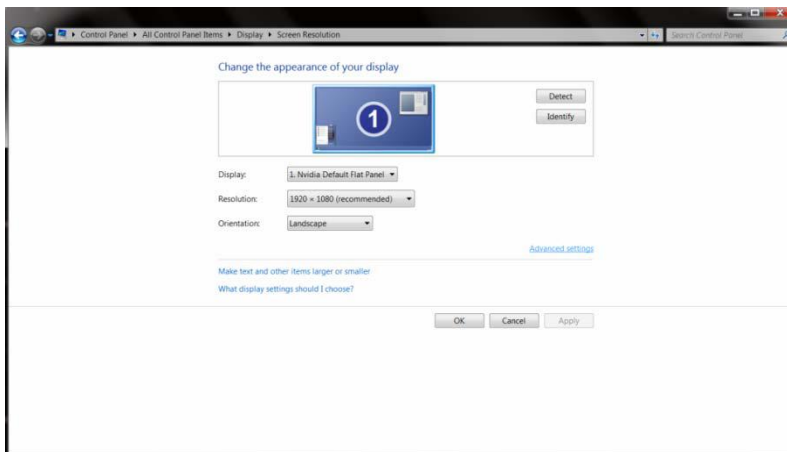 Control Panel ▸ All Control Panel Items ▸ Display ▸ Screen Resolution
Search Control Panel
Change the appearance of your display
1
Detect
Identify
Display: 1. Nvidia Default Flat Panel
Resolution: 1920 × 1080 (recommended)
Orientation: Landscape
Advanced settings
Make text and other items larger or smaller
What display settings should I choose?
OK Cancel Apply